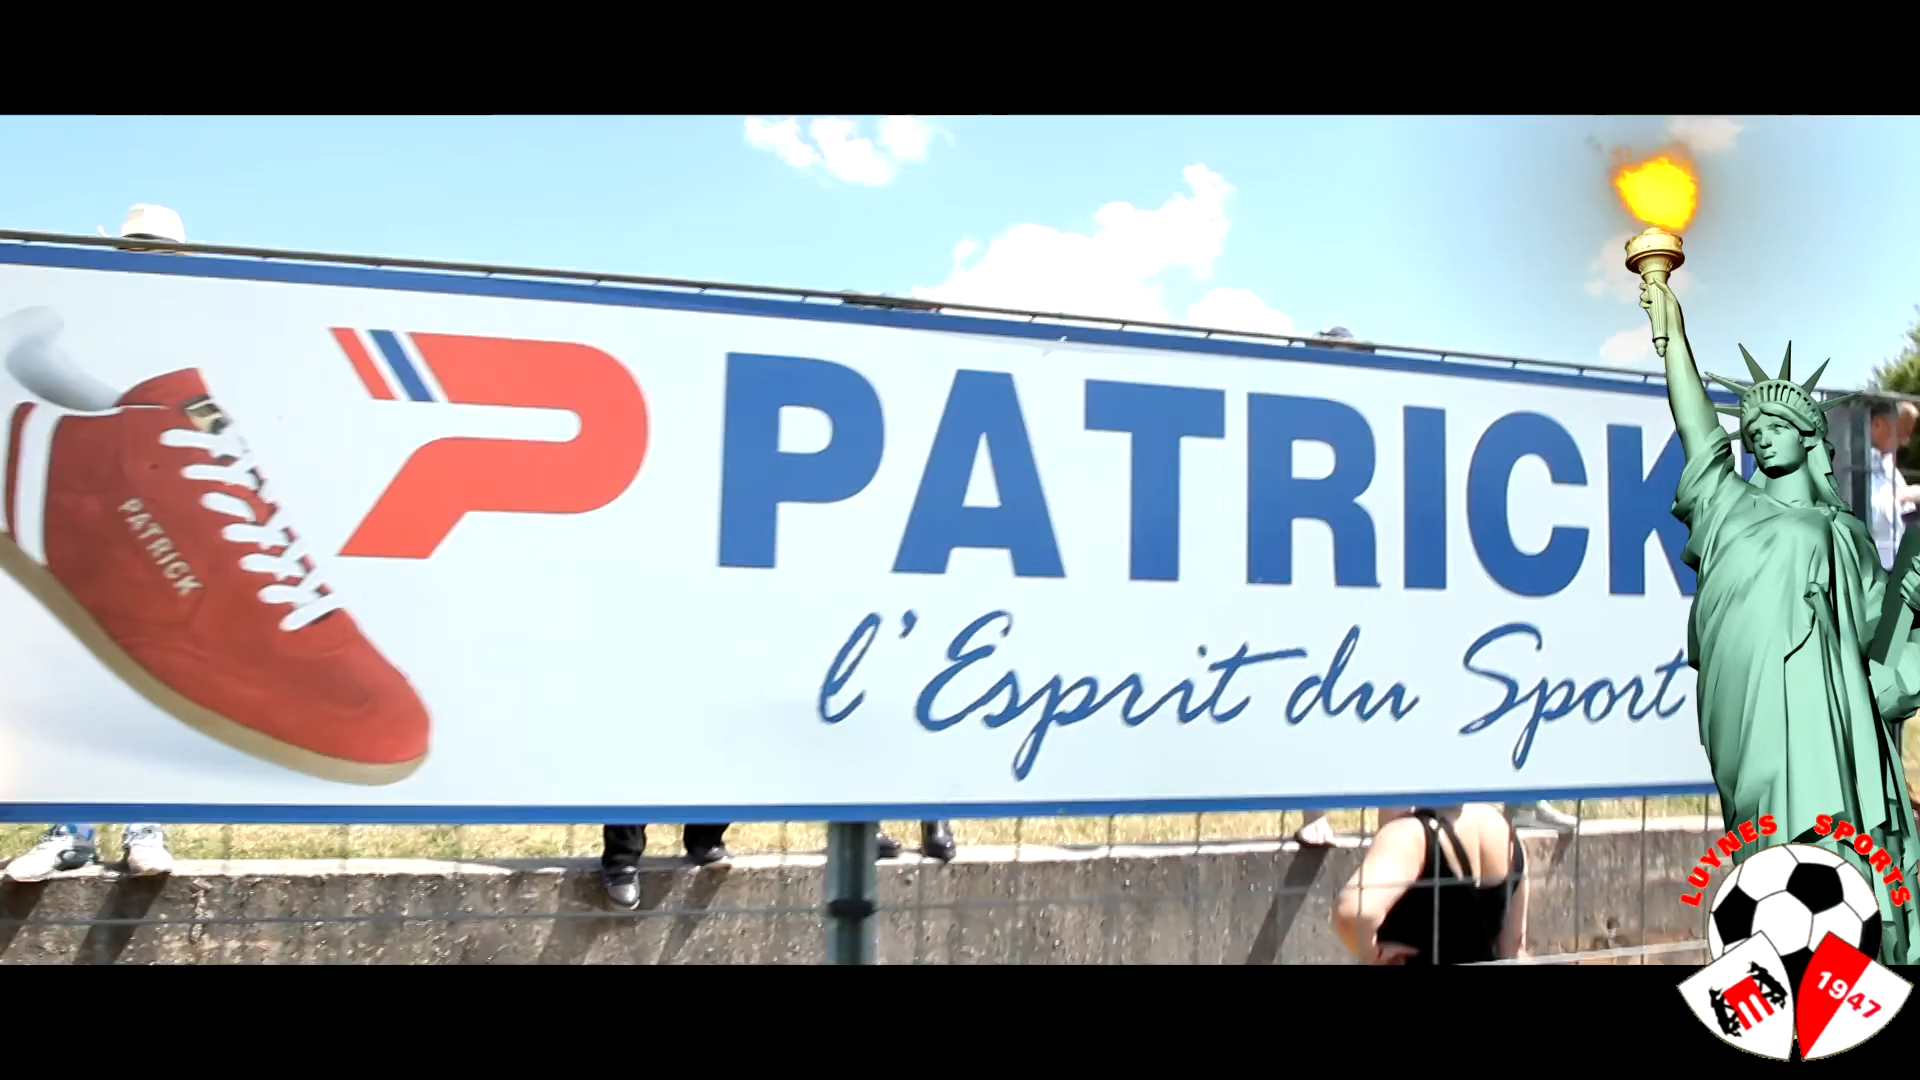 PATRICK
l'Esprit du Sport
PATRICK
LUYNES SPORTS
1947